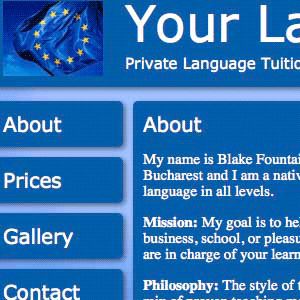 Your La
Private Language Tuitio
About
Prices
Gallery
Contact
About
My name is Blake Fountai
Bucharest and I am a nativ
language in all levels.
Mission: My goal is to hel
business, school, or pleasu
are in charge of your learn
Philosophy: The style of t